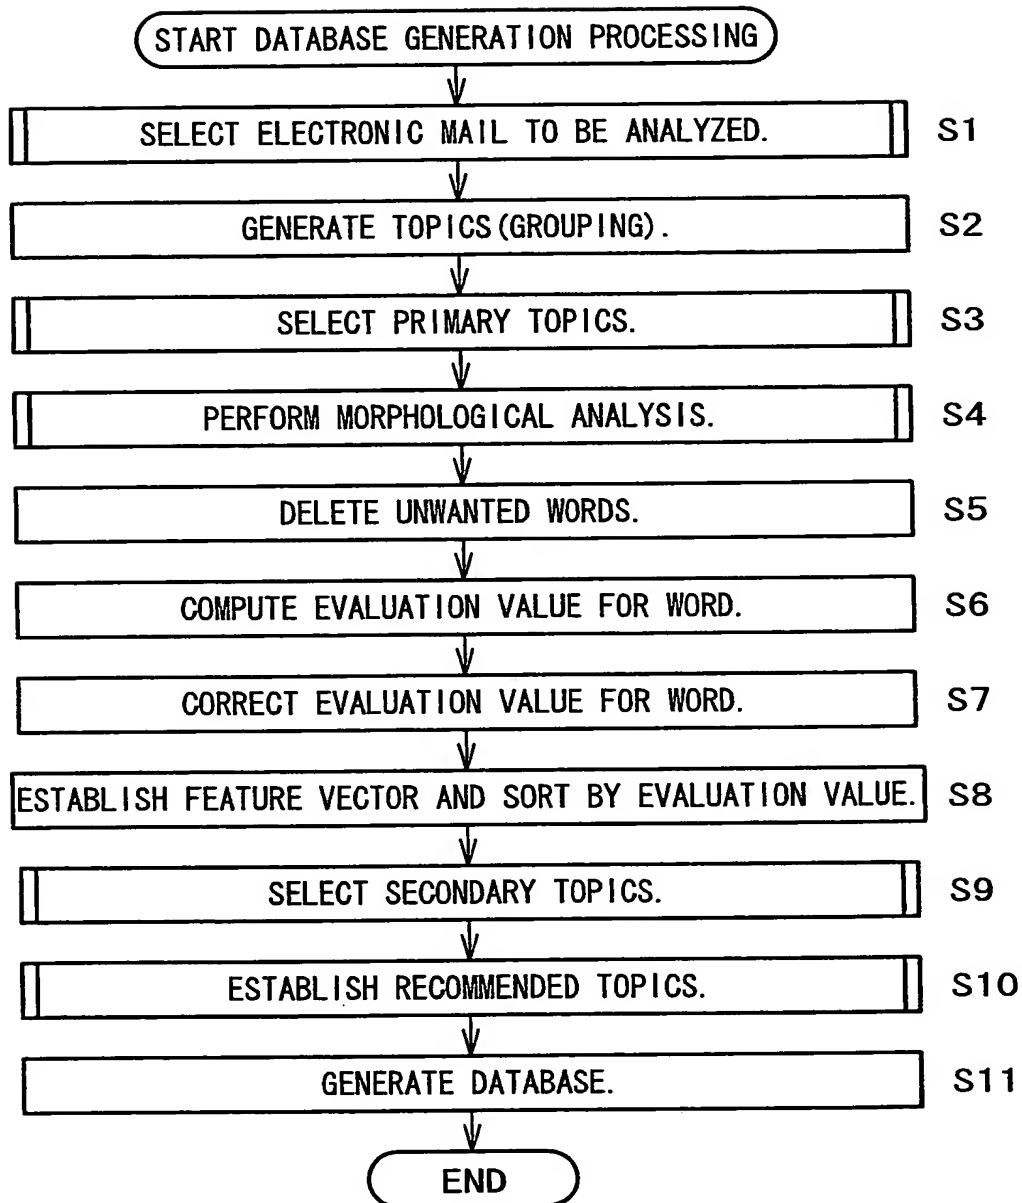 START DATABASE GENERATION PROCESSING
SELECT ELECTRONIC MAIL TO BE ANALYZED. S1
GENERATE TOPICS(GROUPING). S2
SELECT PRIMARY TOPICS. S3
PERFORM MORPHOLOGICAL ANALYSIS. S4
DELETE UNWANTED WORDS. S5
COMPUTE EVALUATION VALUE FOR WORD. S6
CORRECT EVALUATION VALUE FOR WORD. S7
ESTABLISH FEATURE VECTOR AND SORT BY EVALUATION VALUE. S8
SELECT SECONDARY TOPICS. S9
ESTABLISH RECOMMENDED TOPICS. S10
GENERATE DATABASE. S11
END